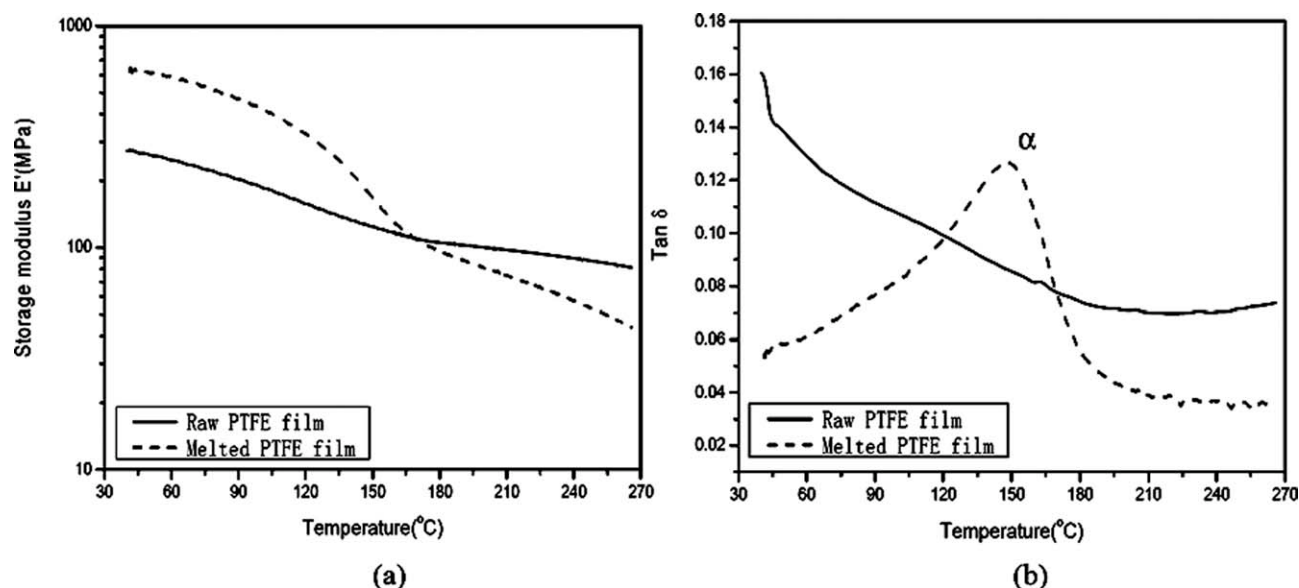 1000
100
10
Storage modulus E'(MPa)
Raw PTFE film
Melted PTFE film
30 60 90 120 150 180 210 240 270
Temperature(°C)
(a)
0.18
0.16
0.14
0.12
0.10
0.08
0.06
0.04
0.02
Tan δ
α
Raw PTFE film
Melted PTFE film
30 60 90 120 150 180 210 240 270
Temperature(°C)
(b)